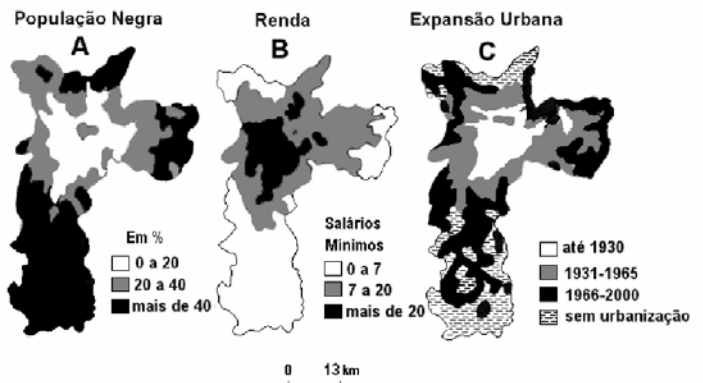 População Negra
A
Em %
0 a 20
20 a 40
mais de 40
Renda
B
Salários
Mínimos
0 a 7
7 a 20
mais de 20
Expansão Urbana
C
até 1930
1931-1965
1966-2000
sem urbanização
0 13 km